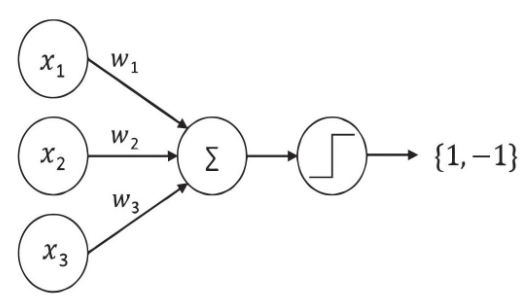 x₁
w₁
x₂
w₂
Σ
{1, −1}
w₃
x₃